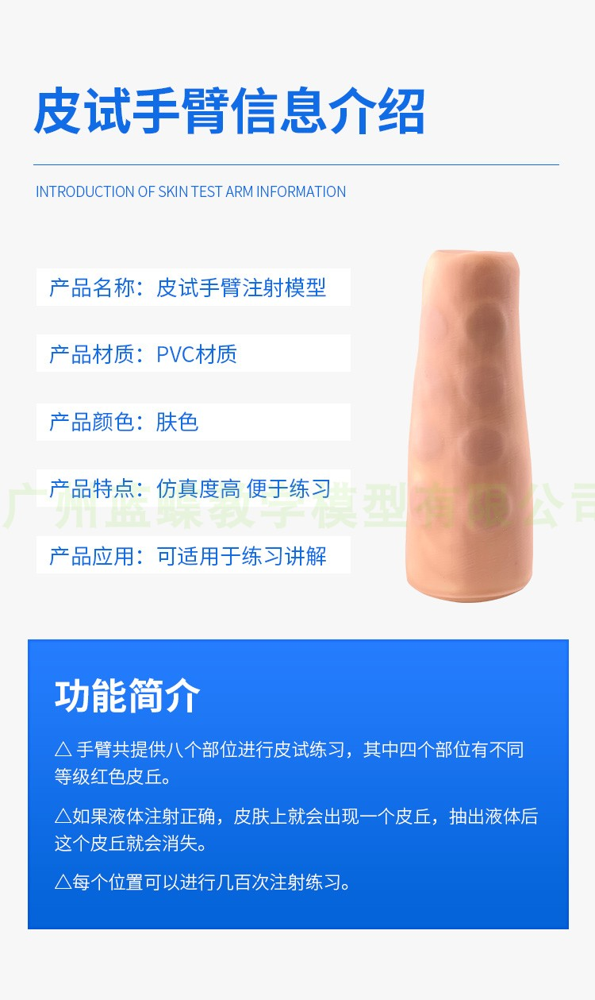 皮试手臂信息介绍
INTRODUCTION OF SKIN TEST ARM INFORMATION
产品名称：皮试手臂注射模型
产品材质：PVC材质
产品颜色：肤色
产品特点：仿真度高 便于练习
广州蓝蝶教学模型有限公司
产品应用：可适用于练习讲解
功能简介
△ 手臂共提供八个部位进行皮试练习，其中四个部位有不同
等级红色皮丘。
△如果液体注射正确，皮肤上就会出现一个皮丘，抽出液体后
这个皮丘就会消失。
△每个位置可以进行几百次注射练习。